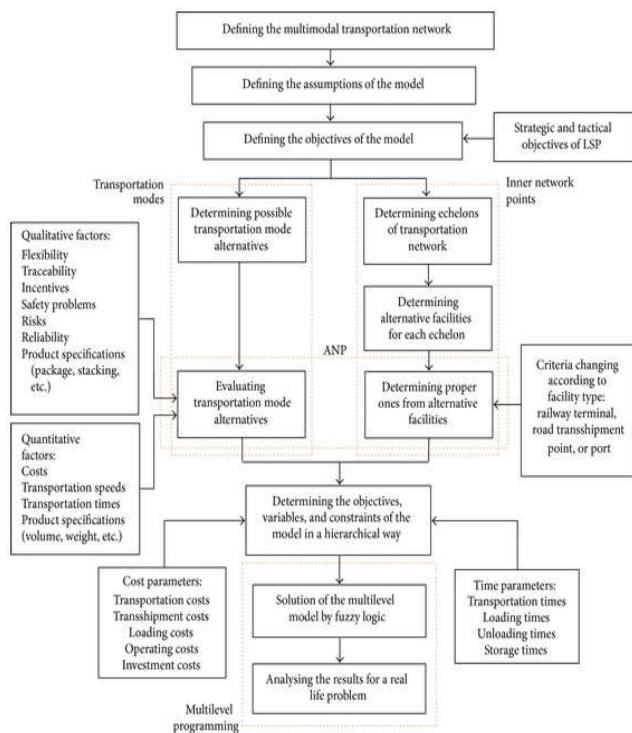 Defining the multimodal transportation network
Defining the assumptions of the model
Defining the objectives of the model
Strategic and tactical
objectives of LSP
Transportation
modes
Inner network
points
Determining possible
transportation mode
alternatives
Determining echelons
of transportation
network
Qualitative factors:
Flexibility
Traceability
Incentives
Safety problems
Risks
Reliability
Product specifications
(package, stacking,
etc.)
Determining
alternative facilities
for each echelon
ANP
Evaluating
transportation mode
alternatives
Determining proper
ones from alternative
facilities
Criteria changing
according to
facility type:
railway terminal,
road transshipment
point, or port
Quantitative
factors:
Costs
Transportation speeds
Transportation times
Product specifications
(volume, weight, etc.)
Determining the objectives,
variables, and constraints of the
model in a hierarchical way
Cost parameters:
Transportation costs
Transshipment costs
Loading costs
Operating costs
Investment costs
Solution of the multilevel
model by fuzzy logic
Time parameters:
Transportation times
Loading times
Unloading times
Storage times
Analysing the results for a real
life problem
Multilevel
programming